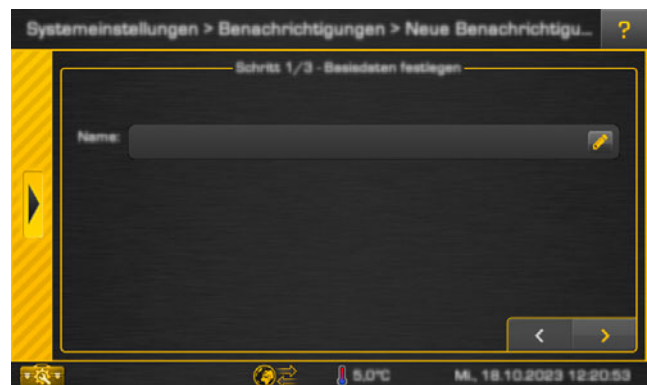 Systemeinstellungen > Benachrichtigungen > Neue Benachrichtigu...
?
Schritt 1/3 - Basisdaten festlegen
Name:
< >
5,0°C
Mi., 18.10.2023 12:20:53